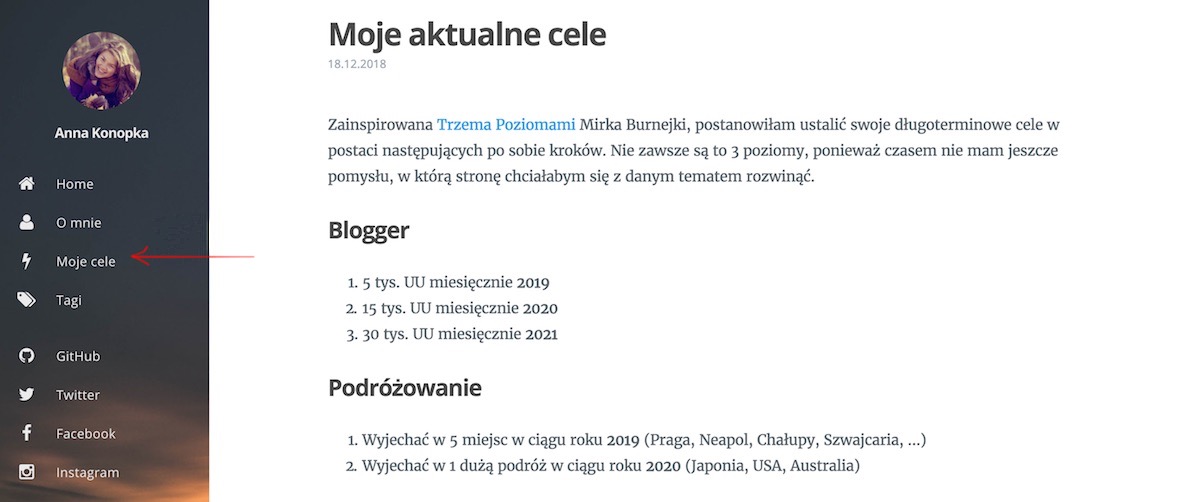 Anna Konopka
Home
O mnie
Moje cele
Tagi
GitHub
Twitter
Facebook
Instagram
Moje aktualne cele
18.12.2018
Zainspirowana Trzema Poziomami Mirka Burnejki, postanowiłam ustalić swoje długoterminowe cele w
postaci następujących po sobie kroków. Nie zawsze są to 3 poziomy, ponieważ czasem nie mam jeszcze
pomysłu, w którą stronę chciałabym się z danym tematem rozwinąć.
Blogger
1. 5 tys. UU miesięcznie 2019
2. 15 tys. UU miesięcznie 2020
3. 30 tys. UU miesięcznie 2021
Podróżowanie
1. Wyjechać w 5 miejsc w ciągu roku 2019 (Praga, Neapol, Chałupy, Szwajcaria, ...)
2. Wyjechać w 1 dużą podróż w ciągu roku 2020 (Japonia, USA, Australia)